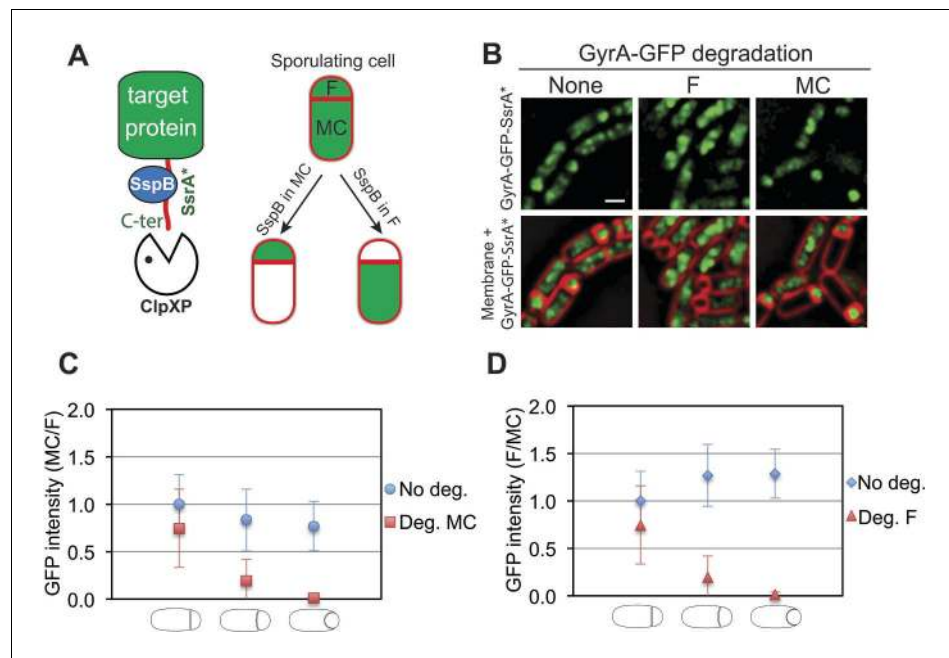 A
target
protein
SspB
SsrA*
C-ter
ClpXP
Sporulating cell
F
MC
SspB in MC
SspB in F
B
GyrA-GFP degradation
None F MC
GyrA-GFP-SsrA*
Membrane +
GyrA-GFP-SsrA*
C
GFP intensity (MC/F)
2.0
1.5
1.0
0.5
0.0
No deg.
Deg. MC
D
GFP intensity (F/MC)
2.0
1.5
1.0
0.5
0.0
No deg.
Deg. F